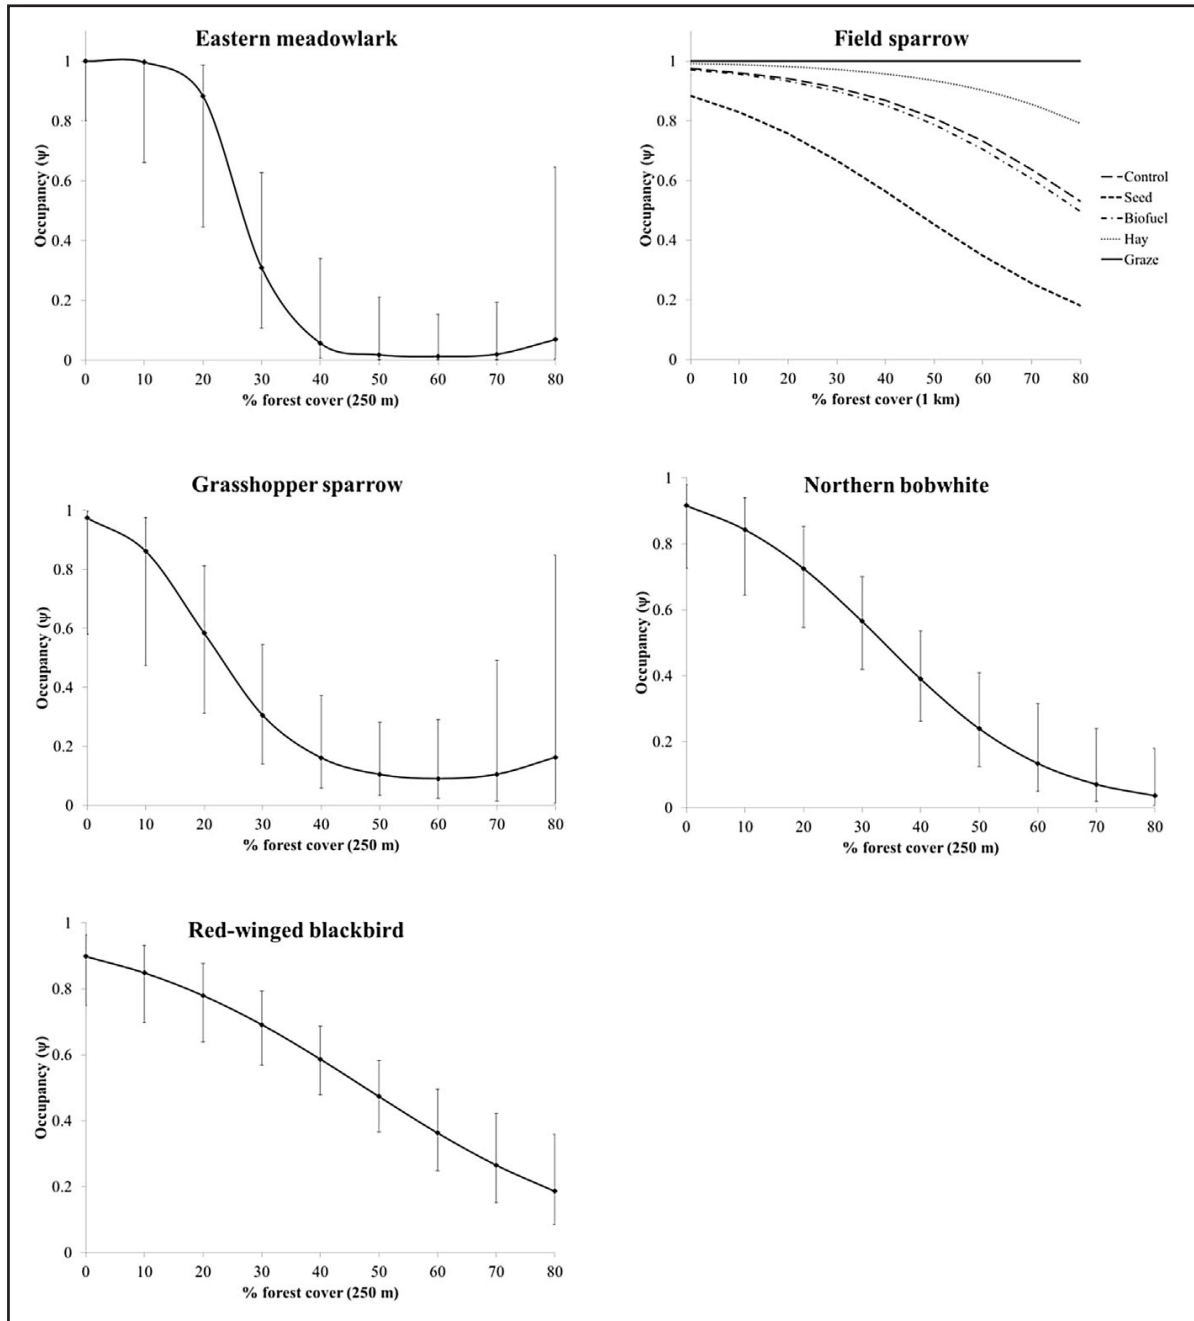 Eastern meadowlark
Occupancy (ψ)
1
0.8
0.6
0.4
0.2
0
0 10 20 30 40 50 60 70 80
% forest cover (250 m)
Field sparrow
Occupancy (ψ)
1
0.8
0.6
0.4
0.2
0
0 10 20 30 40 50 60 70 80
% forest cover (1 km)
Control
Seed
Biofuel
Hay
Graze
Grasshopper sparrow
Occupancy (ψ)
1
0.8
0.6
0.4
0.2
0
0 10 20 30 40 50 60 70 80
% forest cover (250 m)
Northern bobwhite
Occupancy (ψ)
1
0.8
0.6
0.4
0.2
0
0 10 20 30 40 50 60 70 80
% forest cover (250 m)
Red-winged blackbird
Occupancy (ψ)
1
0.8
0.6
0.4
0.2
0
0 10 20 30 40 50 60 70 80
% forest cover (250 m)